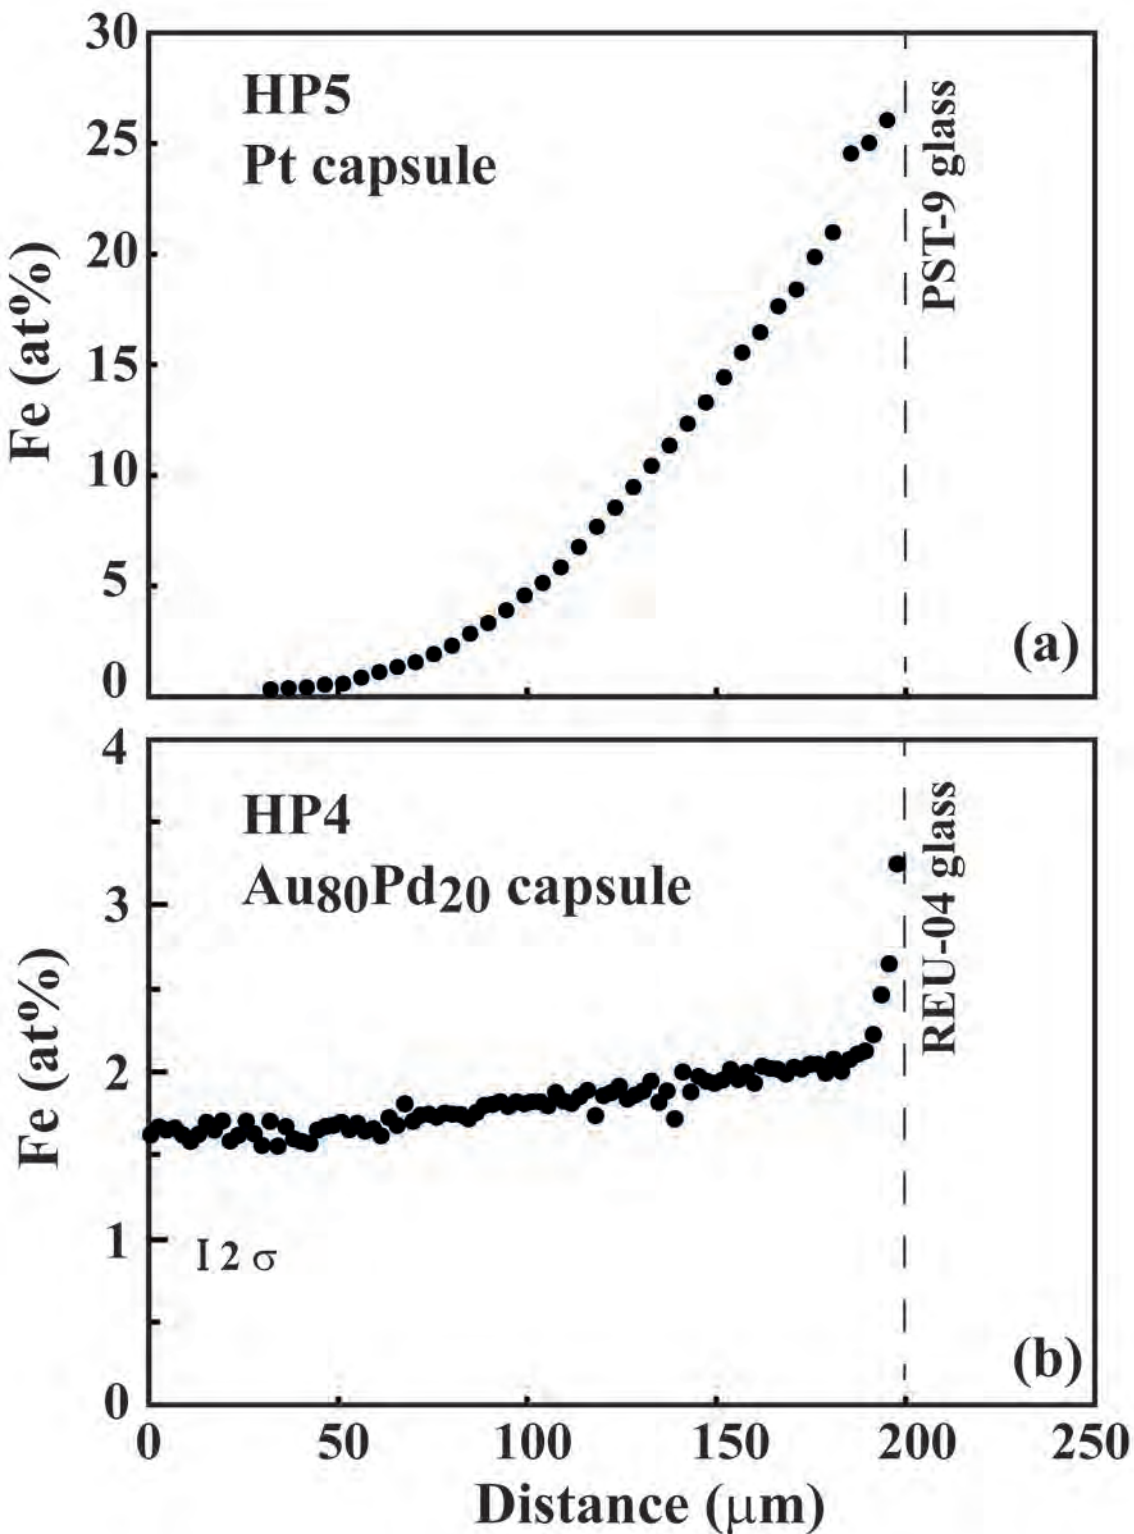 30
25
20
15
10
5
0
Fe (at%)
HP5
Pt capsule
PST-9 glass
(a)
4
3
2
1
0
Fe (at%)
HP4
Au80Pd20 capsule
REU-04 glass
I 2 σ
(b)
0 50 100 150 200 250
Distance (μm)